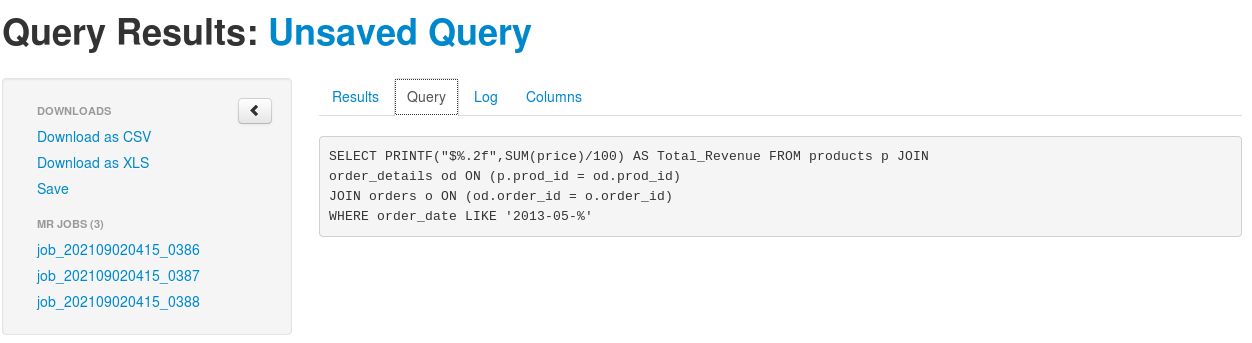 Query Results: Unsaved Query
DOWNLOADS
Download as CSV
Download as XLS
Save
MR JOBS (3)
job_202109020415_0386
job_202109020415_0387
job_202109020415_0388
Results Query Log Columns
SELECT PRINTF("$%.2f",SUM(price)/100) AS Total_Revenue FROM products p JOIN
order_details od ON (p.prod_id = od.prod_id)
JOIN orders o ON (od.order_id = o.order_id)
WHERE order_date LIKE '2013-05-%'